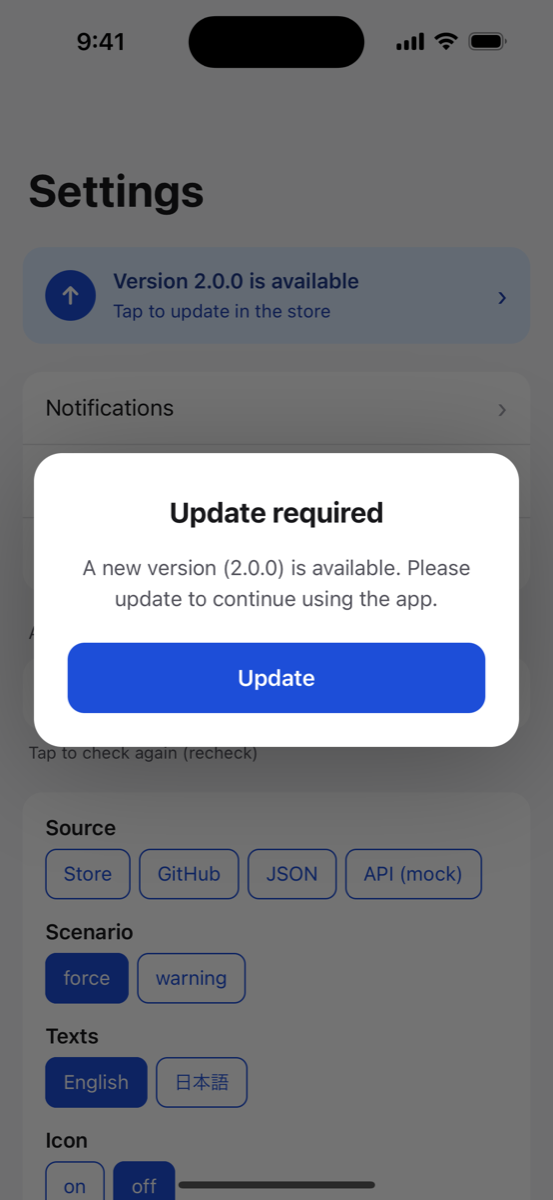 9:41
Settings
Version 2.0.0 is available
Tap to update in the store
Notifications
Update required
A new version (2.0.0) is available. Please
update to continue using the app.
Update
Tap to check again (recheck)
Source
Store
GitHub
JSON
API (mock)
Scenario
force
warning
Texts
English
日本語
Icon
on
off